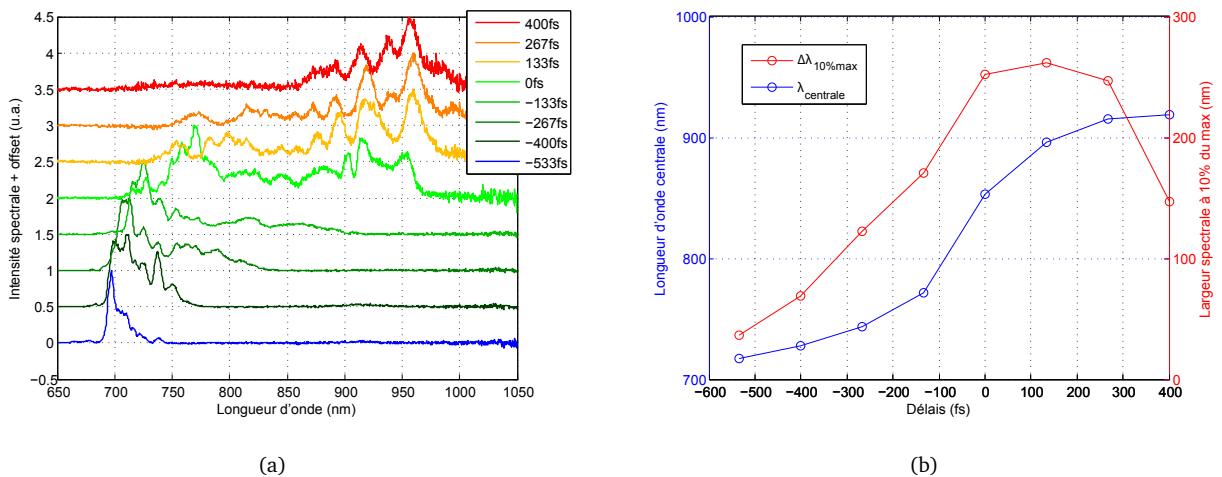 4.5
4
3.5
3
2.5
2
1.5
1
0.5
0
−0.5
650
700
750
800
850
900
950
1000
1050
Longueur d'onde (nm)
Intensité spectrale + offset (u.a.)
400fs
267fs
133fs
0fs
−133fs
−267fs
−400fs
−533fs
(a)
1000
900
800
700
Longueur d'onde centrale (nm)
300
200
100
0
Largeur spectrale à 10% du max (nm)
−600
−500
−400
−300
−200
−100
0
100
200
300
400
Délais (fs)
Δλ10%max
λcentrale
(b)